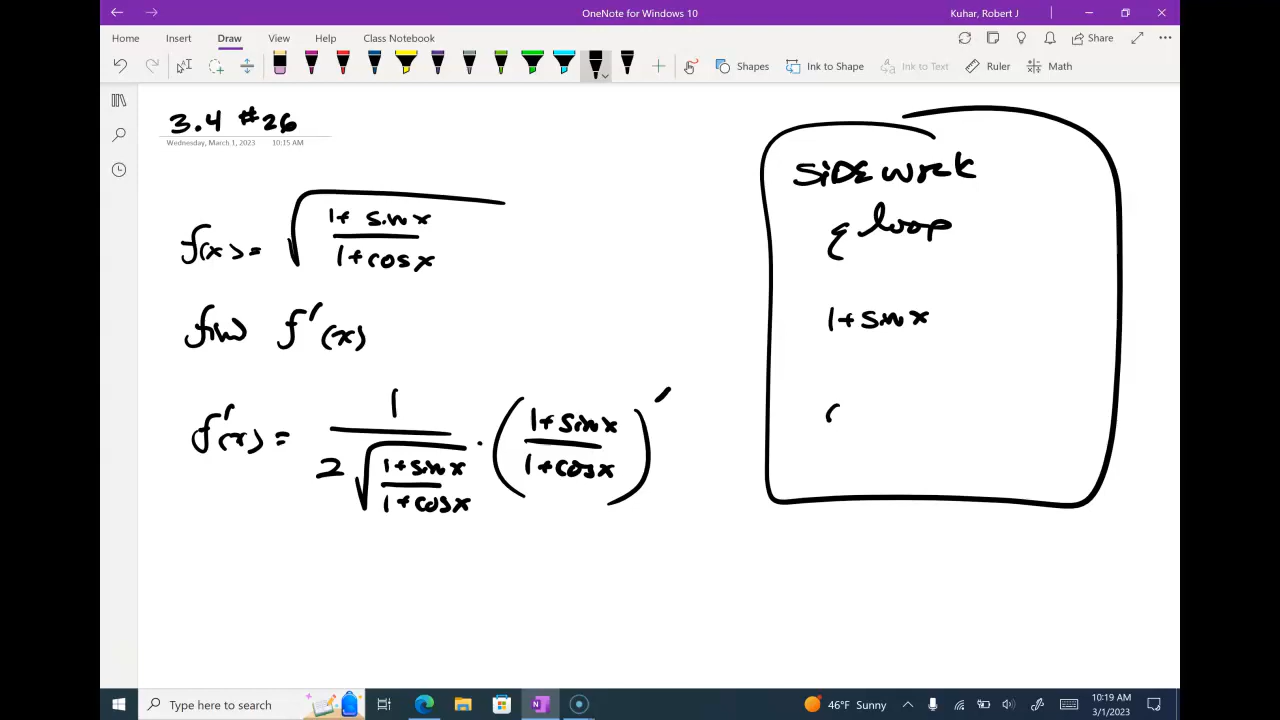 OneNote for Windows 10
Kuhar, Robert J
Home Insert Draw View Help Class Notebook
Share
Shapes Ink to Shape Ink to Text Ruler Math
3.4 #26
Wednesday, March 1, 2023 10:15 AM
f(x) = √((1 + sin x)/(1 + cos x))
find f'(x)
f'(x) = 1/(2√((1 + sin x)/(1 + cos x))) · ((1 + sin x)/(1 + cos x))'
SIDE work
loop
1 + sin x
Type here to search
46°F Sunny
10:19 AM
3/1/2023